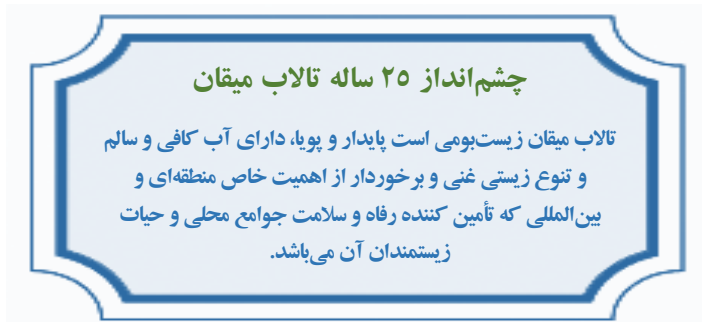 چشم‌انداز ۲۵ ساله تالاب میقان
تالاب میقان زیست‌بومی است پایدار و پویا، دارای آب کافی و سالم
و تنوع زیستی غنی و برخوردار از اهمیت خاص منطقه‌ای و
بین‌المللی که تأمین کننده رفاه و سلامت جوامع محلی و حیات
زیستمندان آن می‌باشد.